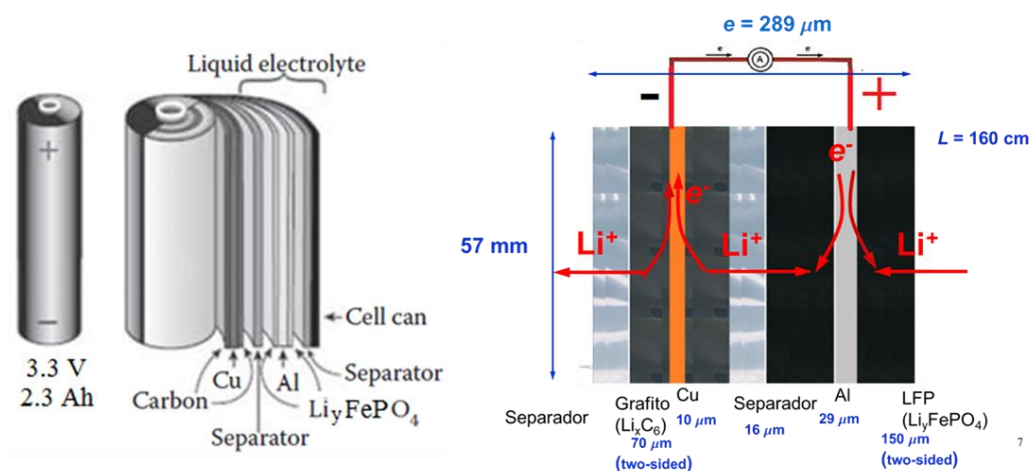 Liquid electrolyte
+
−
3.3 V
2.3 Ah
Cell can
Cu
Al
Separator
Carbon
LiyFePO4
Separator
e = 289 μm
e-
A
e-
-
+
L = 160 cm
57 mm
e-
e-
Li+
Li+
Li+
Separador
Grafito
(LixC6)
70 μm
(two-sided)
Cu
10 μm
Separador
16 μm
Al
29 μm
LFP
(LiyFePO4)
150 μm
(two-sided)
7